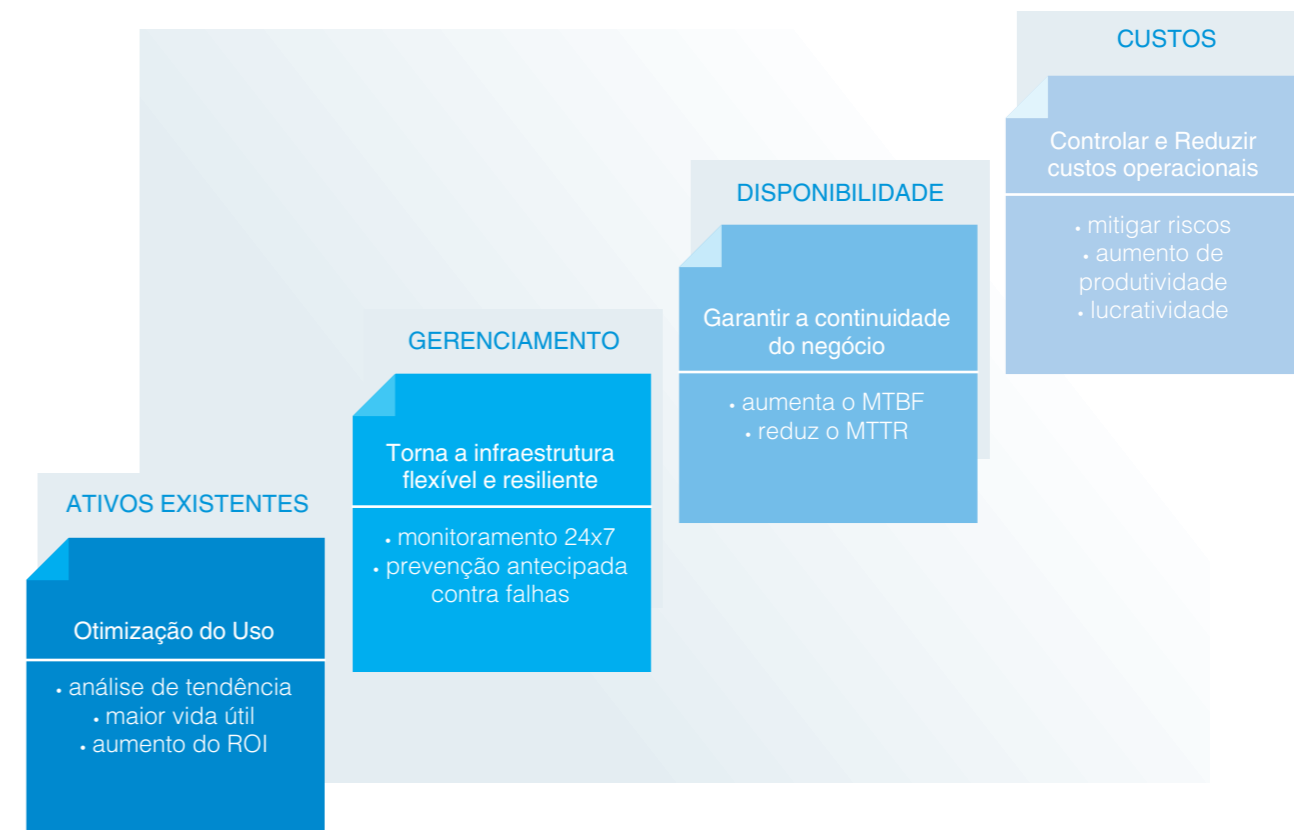 ATIVOS EXISTENTES
Otimização do Uso
• análise de tendência
• maior vida útil
• aumento do ROI
GERENCIAMENTO
Torna a infraestrutura
flexível e resiliente
• monitoramento 24x7
• prevenção antecipada
contra falhas
DISPONIBILIDADE
Garantir a continuidade
do negócio
• aumenta o MTBF
• reduz o MTTR
CUSTOS
Controlar e Reduzir
custos operacionais
• mitigar riscos
• aumento de
produtividade
• lucratividade